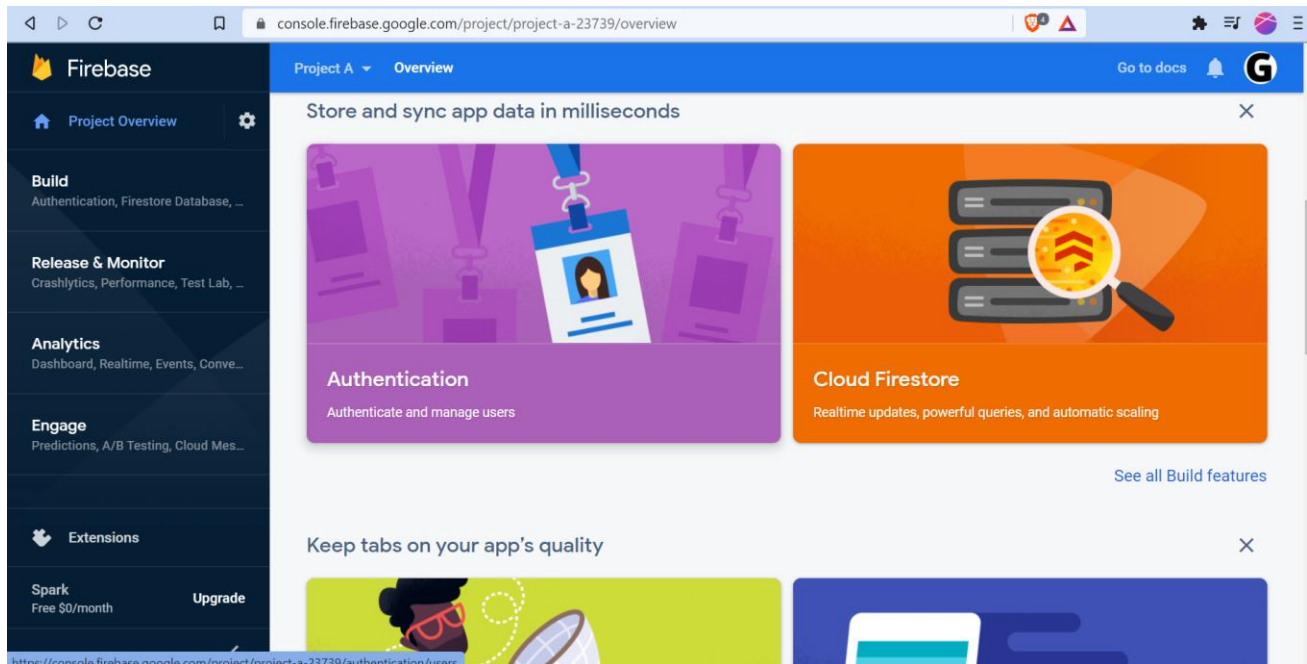 console.firebase.google.com/project/project-a-23739/overview
4
Firebase
Project A
Overview
Go to docs
G
Project Overview
Store and sync app data in milliseconds
Build
Authentication, Firestore Database, ...
Release & Monitor
Crashlytics, Performance, Test Lab, ...
Analytics
Dashboard, Realtime, Events, Conve...
Engage
Predictions, A/B Testing, Cloud Mes...
Extensions
Spark
Free $0/month
Upgrade
Authentication
Authenticate and manage users
Cloud Firestore
Realtime updates, powerful queries, and automatic scaling
See all Build features
Keep tabs on your app's quality
https://console.firebase.google.com/project/project-a-23739/authentication/users